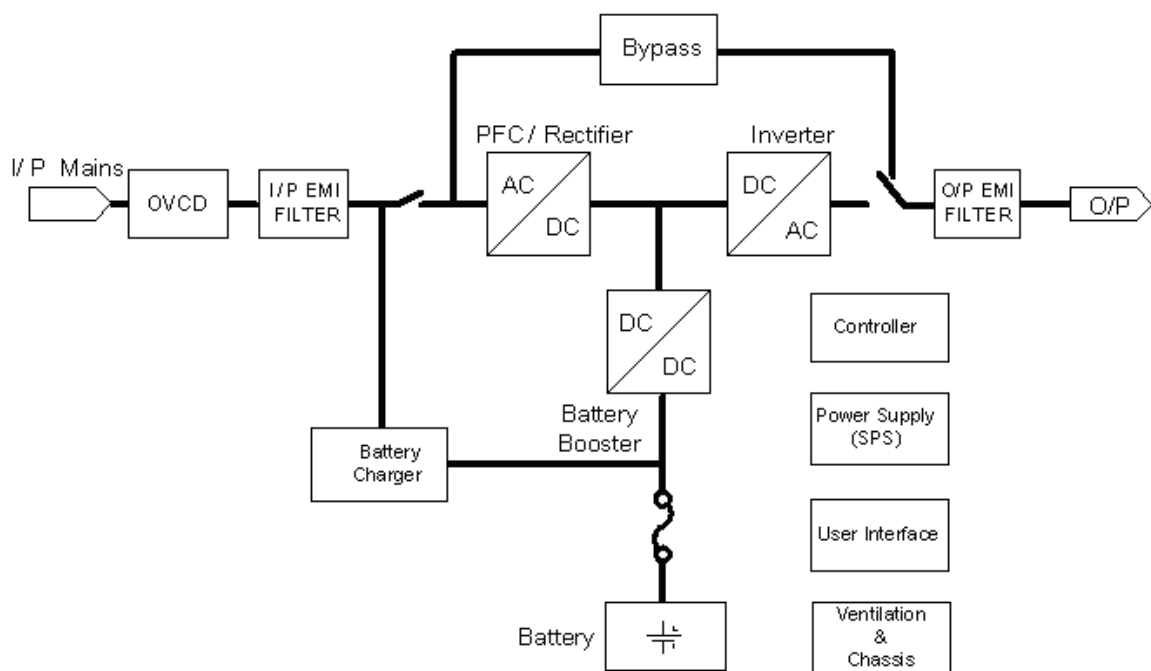 Bypass
PFC / Rectifier
Inverter
I/P Mains
OVCD
I/P EMI
FILTER
AC
DC
DC
AC
O/P EMI
FILTER
O/P
DC
DC
Controller
Battery
Booster
Power Supply
(SPS)
Battery
Charger
User Interface
Battery
Ventilation
&
Chassis